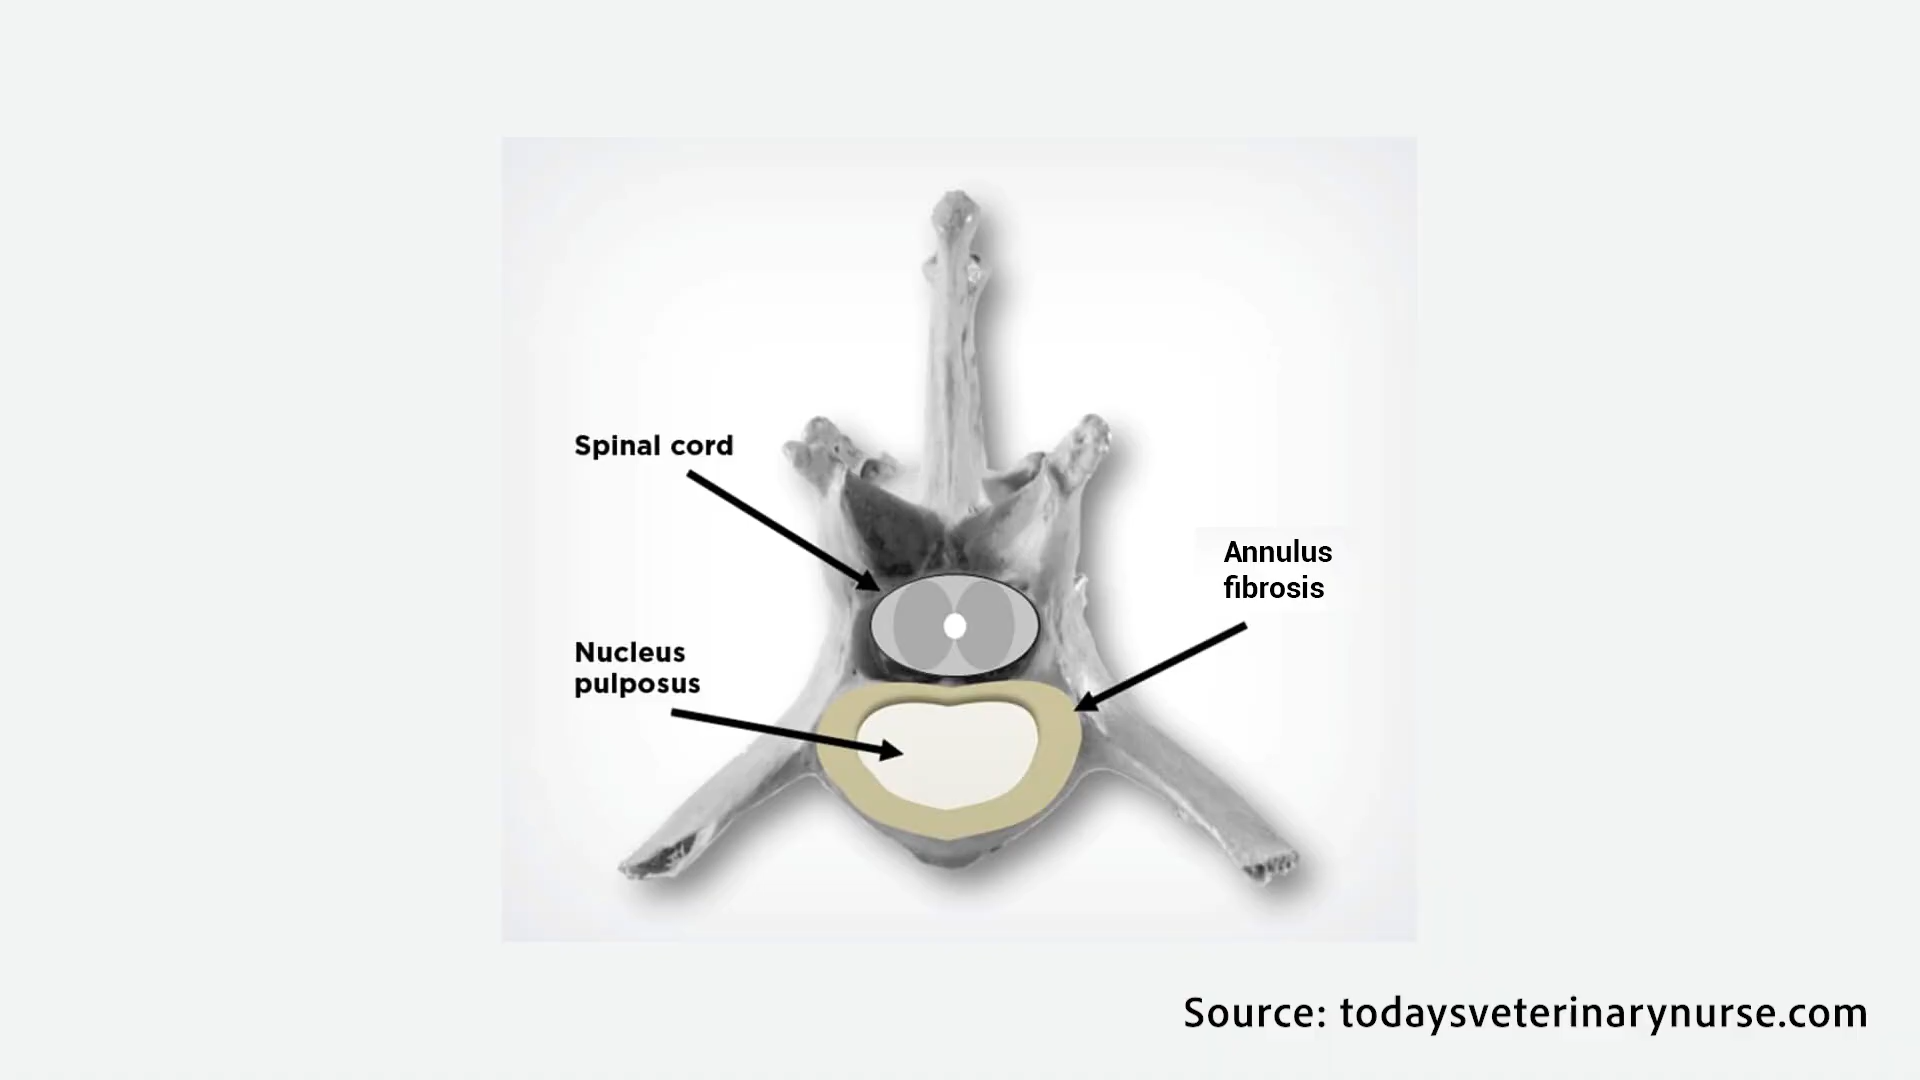 Spinal cord
Annulus
fibrosis
Nucleus
pulposus
Source: todaysveterinarynurse.com